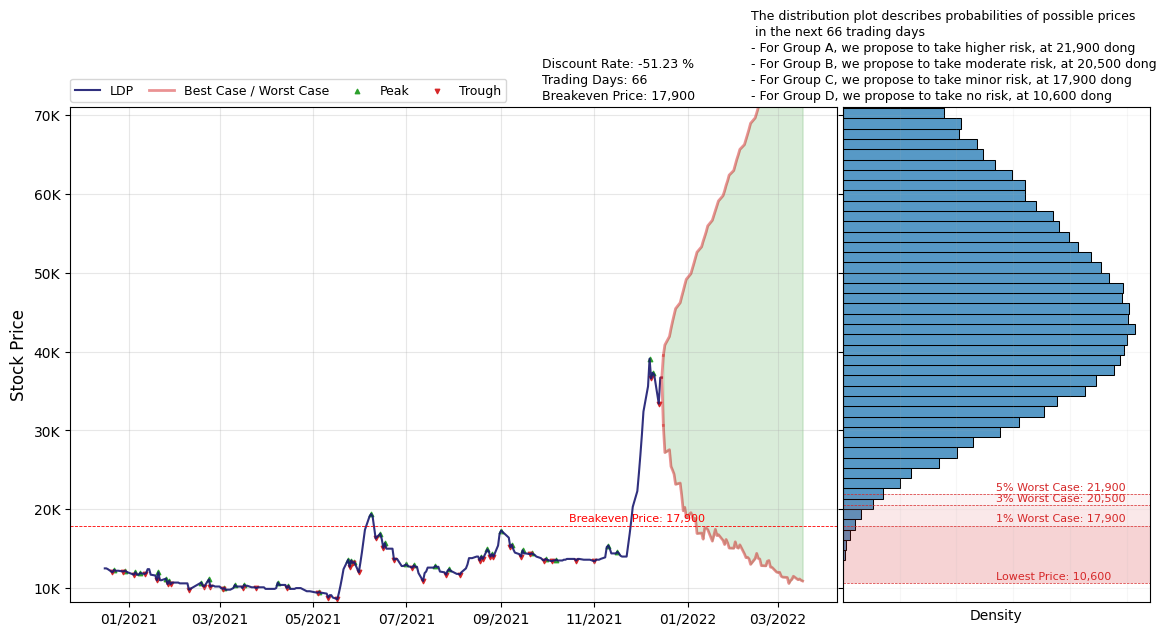 The distribution plot describes probabilities of possible prices
in the next 66 trading days
- For Group A, we propose to take higher risk, at 21,900 dong
- For Group B, we propose to take moderate risk, at 20,500 dong
- For Group C, we propose to take minor risk, at 17,900 dong
- For Group D, we propose to take no risk, at 10,600 dong
Discount Rate: -51.23 %
Trading Days: 66
Breakeven Price: 17,900
LDP
Best Case / Worst Case
Peak
Trough
Stock Price
70K
60K
50K
40K
30K
20K
10K
Breakeven Price: 17,900
01/2021
03/2021
05/2021
07/2021
09/2021
11/2021
01/2022
03/2022
5% Worst Case: 21,900
3% Worst Case: 20,500
1% Worst Case: 17,900
Lowest Price: 10,600
Density